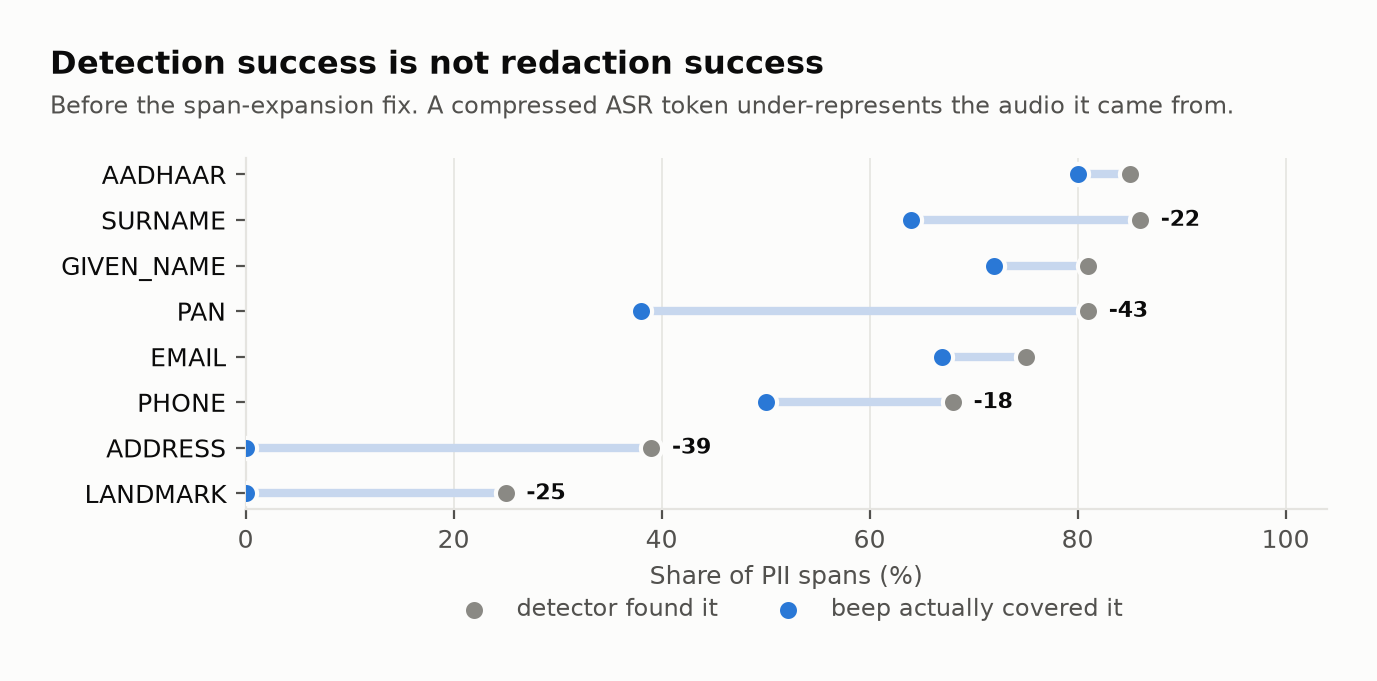 Detection success is not redaction success
Before the span-expansion fix. A compressed ASR token under-represents the audio it came from.
AADHAAR
SURNAME -22
GIVEN_NAME
PAN -43
EMAIL
PHONE -18
ADDRESS -39
LANDMARK -25
0 20 40 60 80 100
Share of PII spans (%)
detector found it beep actually covered it